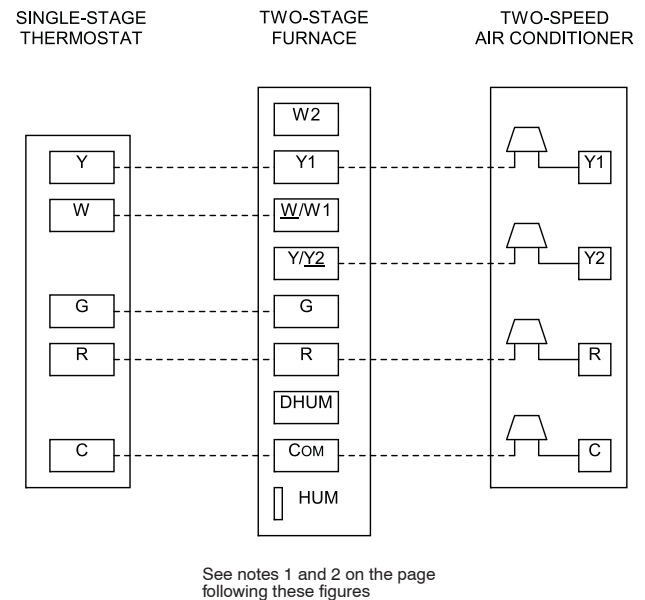 SINGLE-STAGE
THERMOSTAT
TWO-STAGE
FURNACE
TWO-SPEED
AIR CONDITIONER
W2
Y
Y1
Y1
W
W/W1
Y/Y2
Y2
G
G
R
R
R
DHUM
C
COM
C
HUM
See notes 1 and 2 on the page
following these figures